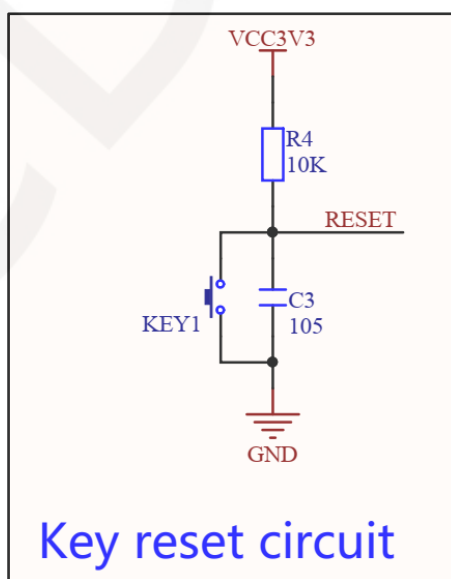 VCC3V3
R4
10K
RESET
KEY1
C3
105
GND
Key reset circuit